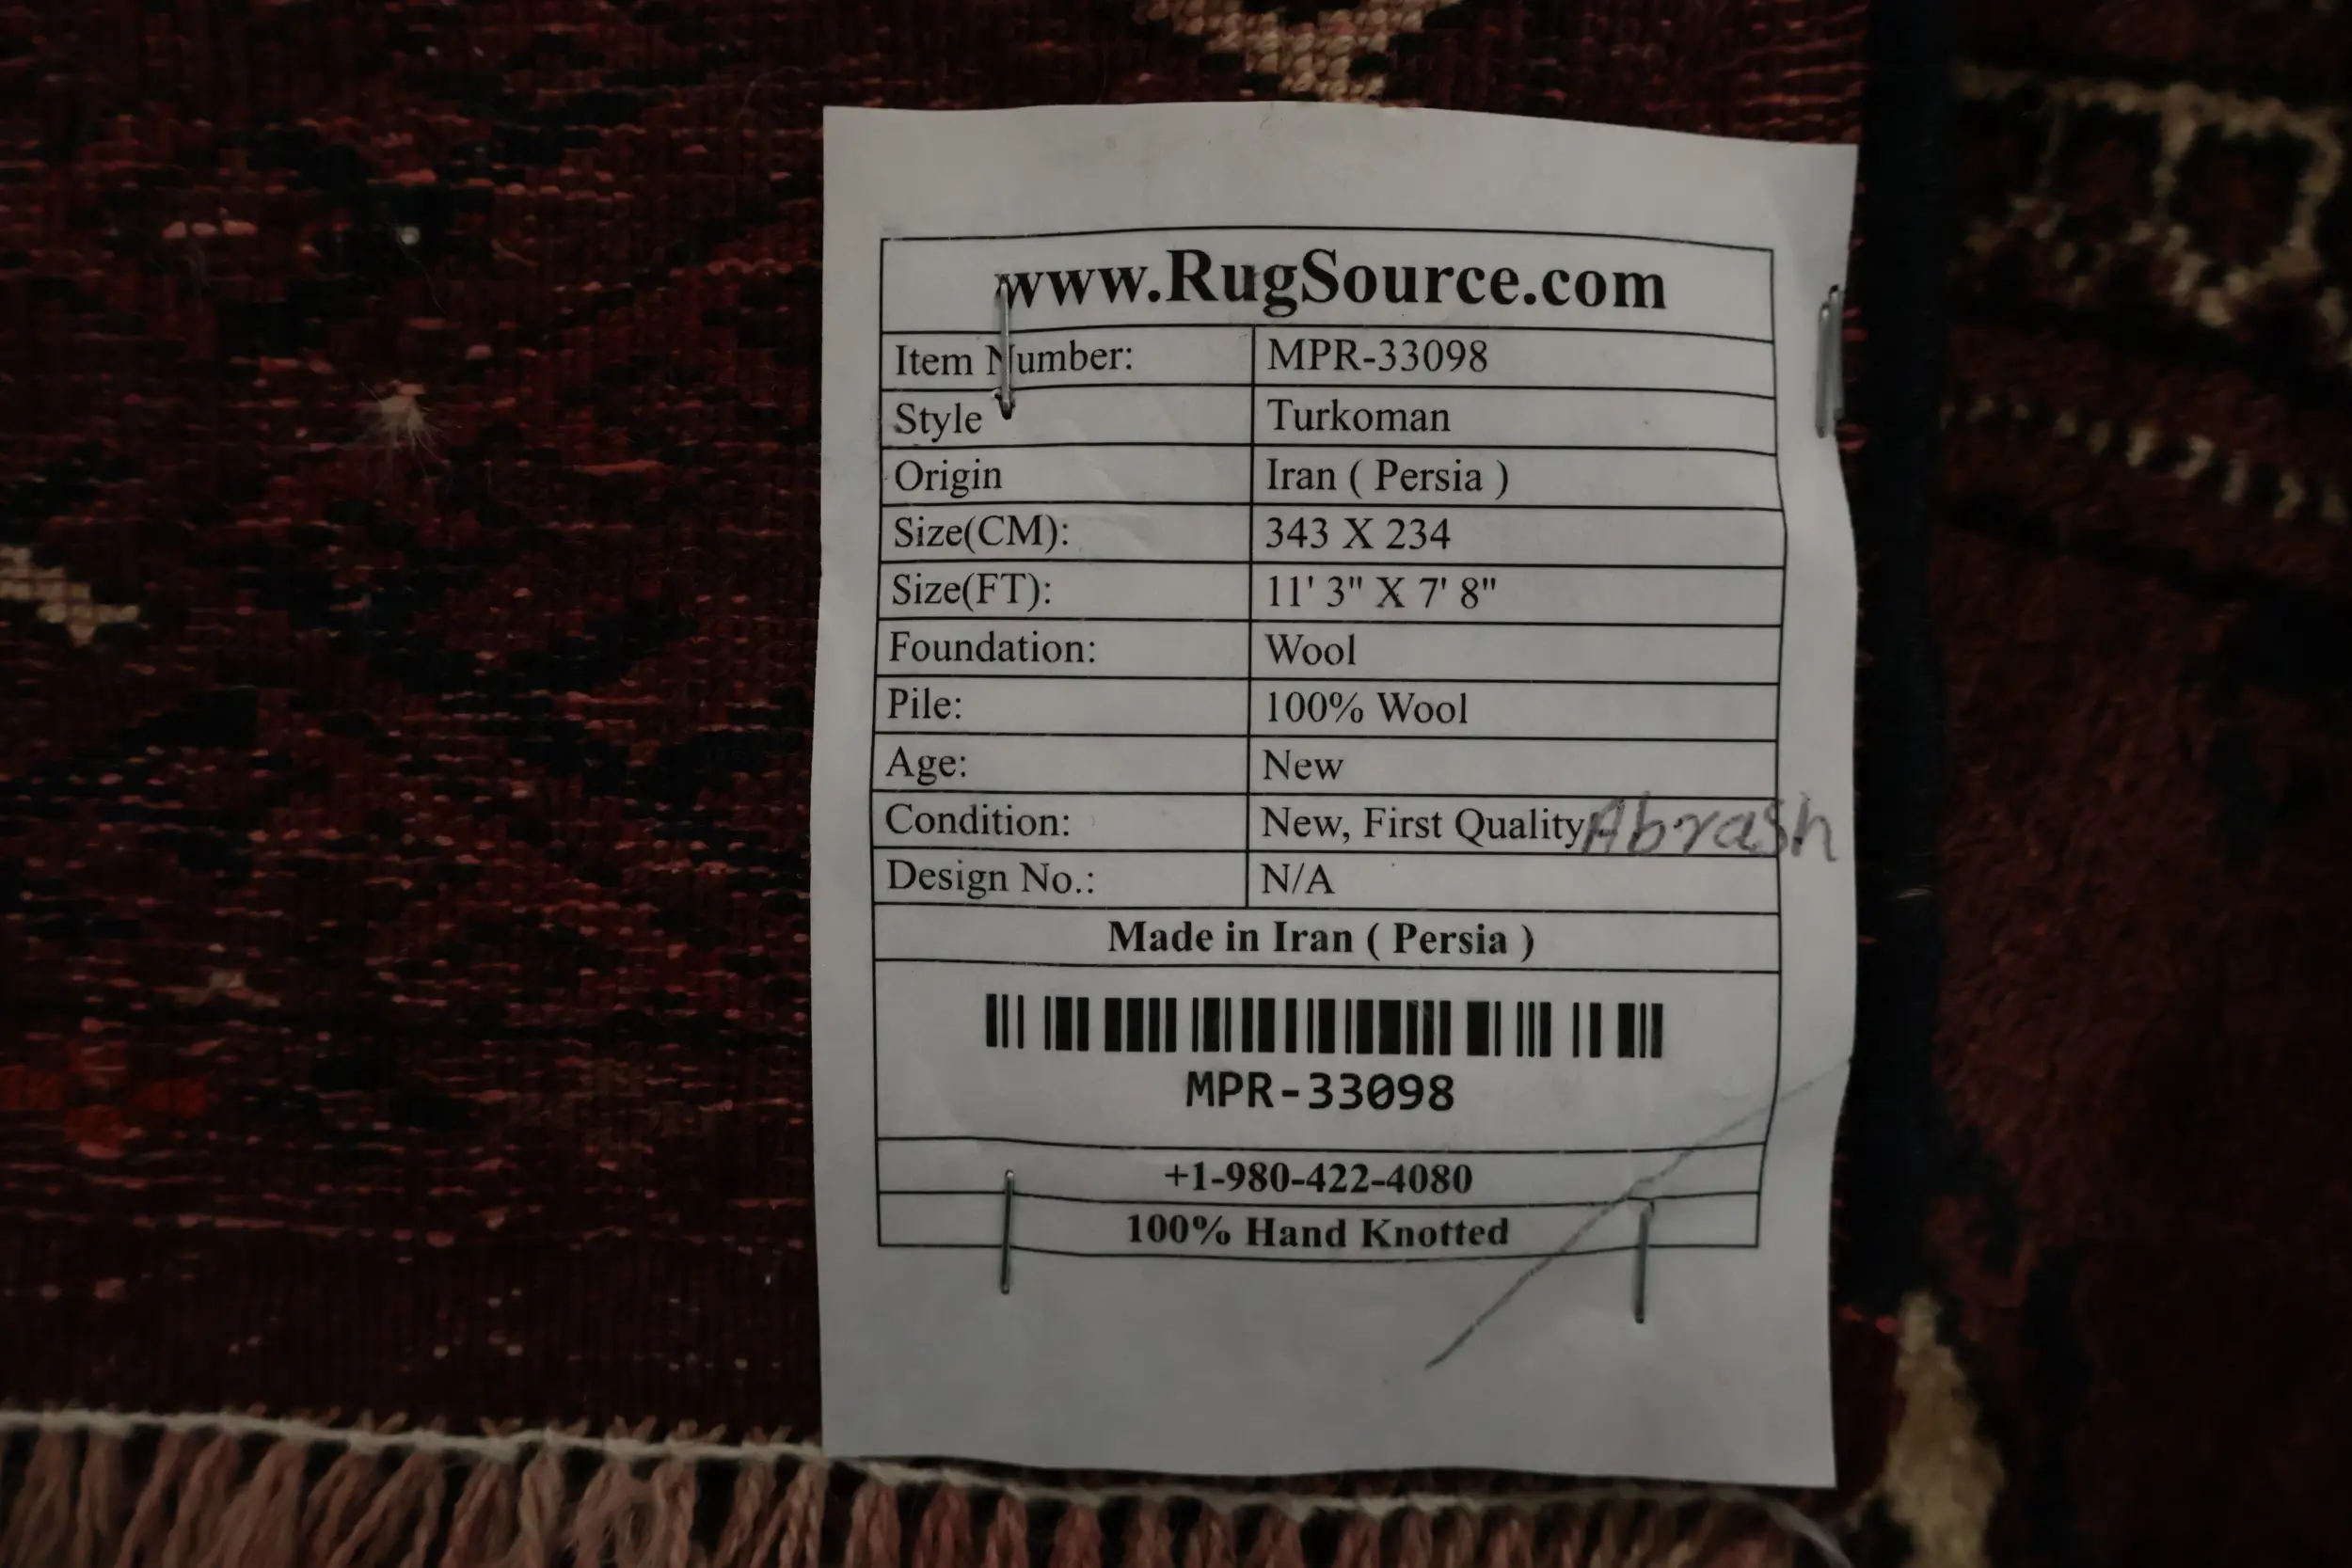 www.RugSource.com
Item Number: MPR-33098
Style Turkoman
Origin Iran ( Persia )
Size(CM): 343 X 234
Size(FT): 11' 3" X 7' 8"
Foundation: Wool
Pile: 100% Wool
Age: New
Condition: New, First Quality Abrash
Design No.: N/A
Made in Iran ( Persia )
MPR-33098
+1-980-422-4080
100% Hand Knotted